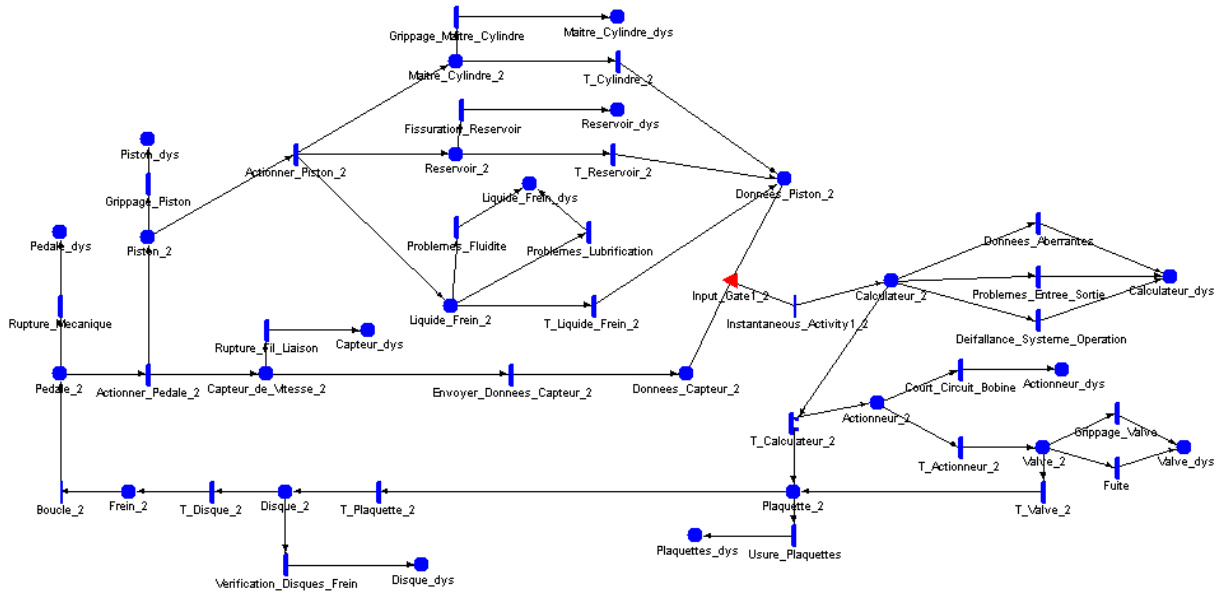 Grippage_Maitre_Cylindre
Maitre_Cylindre_dys
Maitre_Cylindre_2
T_Cylindre_2
Fissuration_Reservoir
Reservoir_dys
Piston_dys
Actionner_Piston_2
Reservoir_2
T_Reservoir_2
Grippage_Piston
Liquide_Frein_dys
Données_Piston_2
Pedale_dys
Piston_2
Problemes_Fluidite
Problemes_Lubrification
Donnees_Aberrantes
Input_Gate1_2
Calculateur_2
Problemes_Entree_Sortie
Calculateur_dys
Rupture_Mecanique
Liquide_Frein_2
T_Liquide_Frein_2
Instantaneous_Activity1_2
Deifallance_Systeme_Operation
Rupture_Fil_Liaison
Capteur_dys
Pedale_2
Actionner_Pedale_2
Capteur_de_Vitesse_2
Envoyer_Donnees_Capteur_2
Donnees_Capteur_2
Court_Circuit_Bobine
Actionneur_dys
Actionneur_2
T_Calculateur_2
Grippage_Valve
T_Actionneur_2
Valve_2
Valve_dys
Fuite
Boucle_2
Frein_2
T_Disque_2
Disque_2
T_Plaquette_2
Plaquette_2
T_Valve_2
Plaquettes_dys
Usure_Plaquettes
Verification_Disques_Frein
Disque_dys